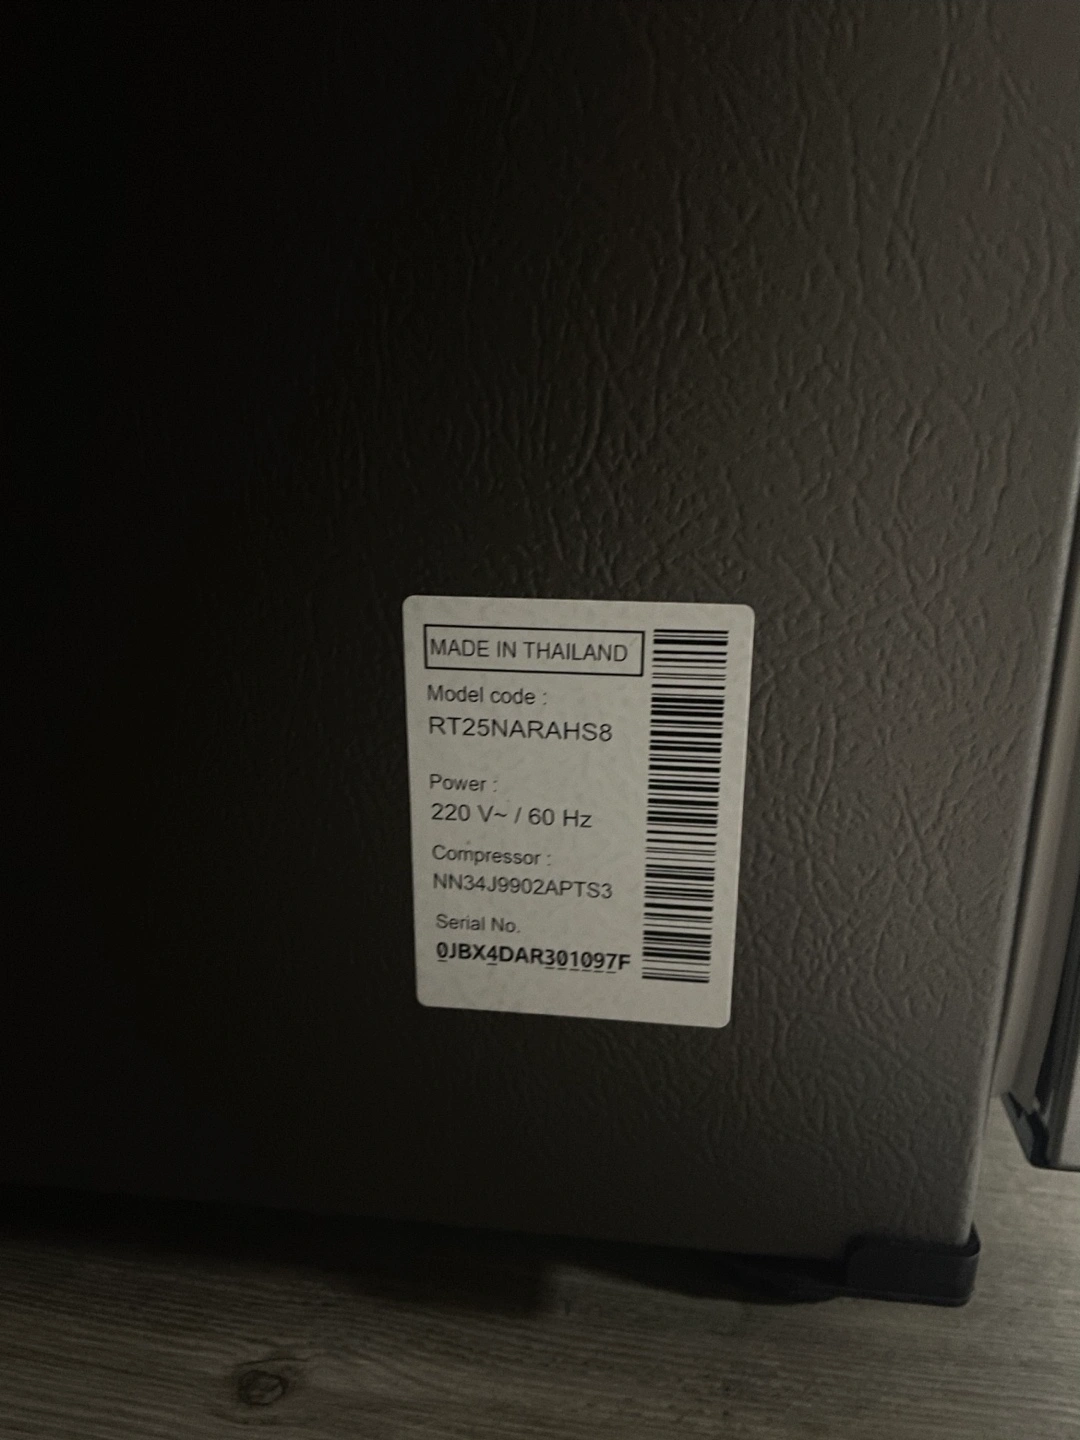 MADE IN THAILAND
Model code :
RT25NARAHS8
Power :
220 V~ / 60 Hz
Compressor :
NN34J9902APTS3
Serial No.
0JBX4DAR301097F